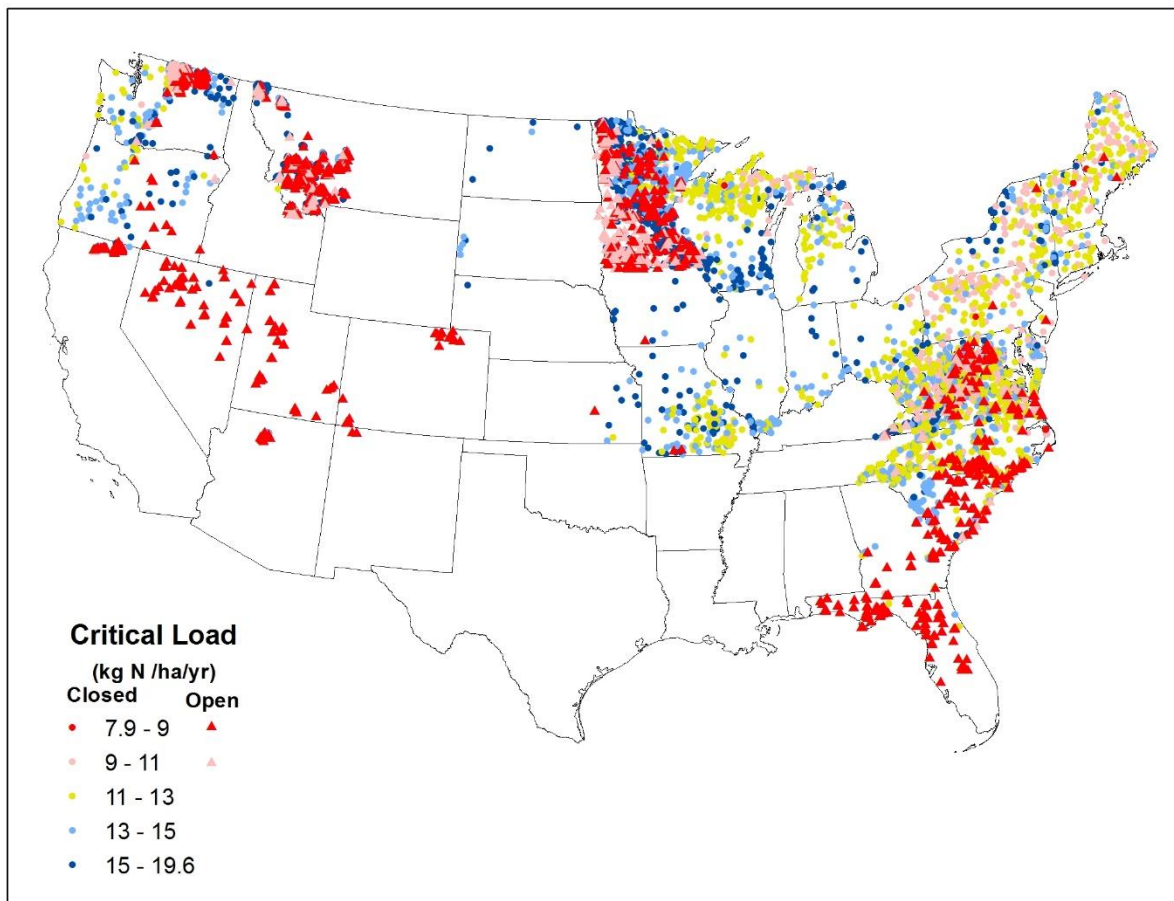 Critical Load
(kg N /ha/yr)
Closed Open
7.9 - 9
9 - 11
11 - 13
13 - 15
15 - 19.6